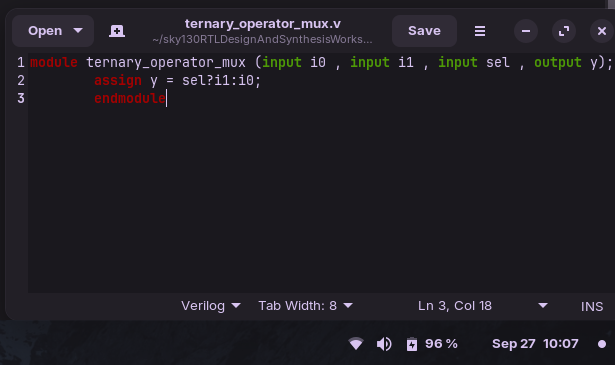 Open
ternary_operator_mux.v
~/sky130RTLDesignAndSynthesisWorks...
Save
1 module ternary_operator_mux (input i0 , input i1 , input sel , output y);
2         assign y = sel?i1:i0;
3         endmodule
Verilog Tab Width: 8 Ln 3, Col 18 INS
96 % Sep 27 10:07